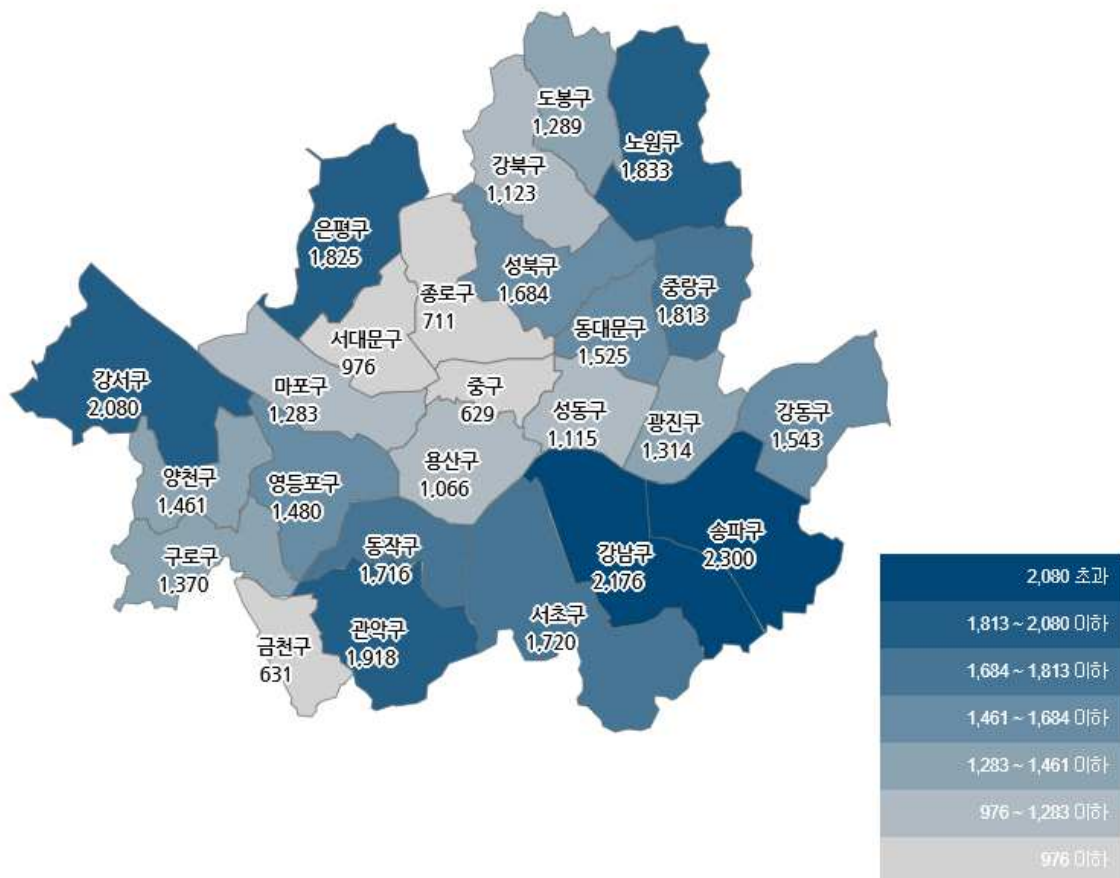 도봉구
1,289
노원구
1,833
강북구
1,123
은평구
1,825
성북구
1,684
중랑구
1,813
종로구
711
동대문구
1,525
서대문구
976
강서구
2,080
마포구
1,283
중구
629
성동구
1,115
광진구
1,314
강동구
1,543
용산구
1,066
양천구
1,461
영등포구
1,480
구로구
1,370
동작구
1,716
강남구
2,176
송파구
2,300
서초구
1,720
관악구
1,918
금천구
631
2,080 초과
1,813 ~ 2,080 이하
1,684 ~ 1,813 이하
1,461 ~ 1,684 이하
1,283 ~ 1,461 이하
976 ~ 1,283 이하
976 이하